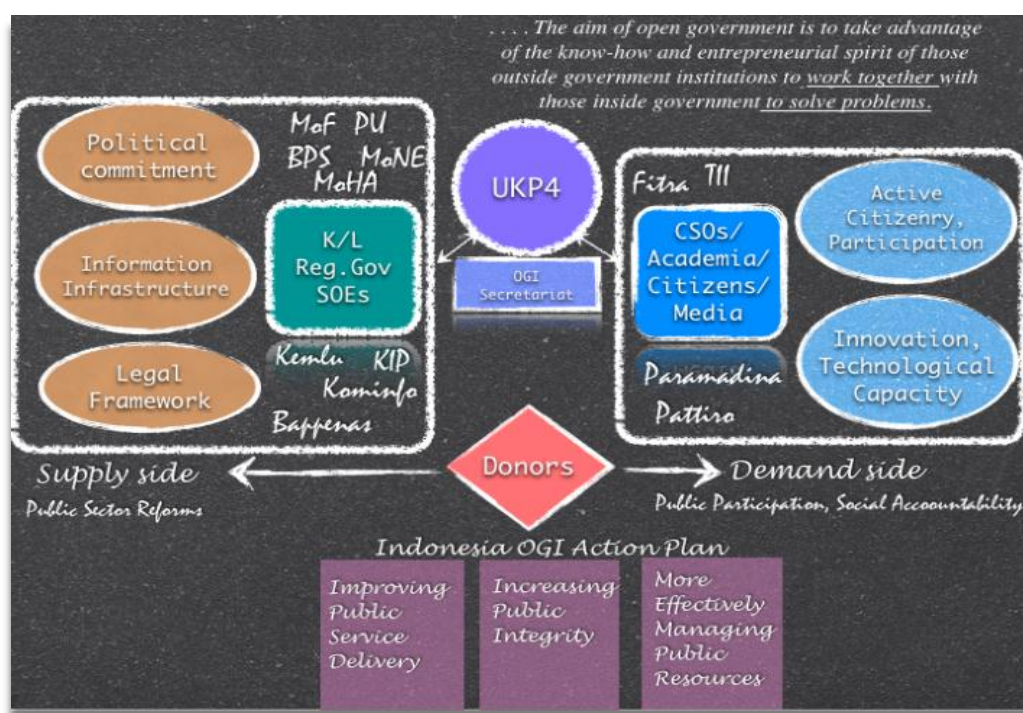 . . . . The aim of open government is to take advantage
of the know-how and entrepreneurial spirit of those
outside government institutions to work together with
those inside government to solve problems.
Political
commitment
Information
Infrastructure
Legal
Framework
MoF PU
BPS MoNE
MoHA
K/L
Reg.Gov
SOEs
Kemlu KIP
Kominfo
Bappenas
UKP4
OGI
Secretariat
Fitra TII
CSOs/
Academia/
Citizens/
Media
Paramadina
Pattiro
Active
Citizenry,
Participation
Innovation,
Technological
Capacity
Supply side
Public Sector Reforms
Donors
Demand side
Public Participation, Social Accoountability
Indonesia OGI Action Plan
Improving
Public
Service
Delivery
Increasing
Public
Integrity
More
Effectively
Managing
Public
Resources